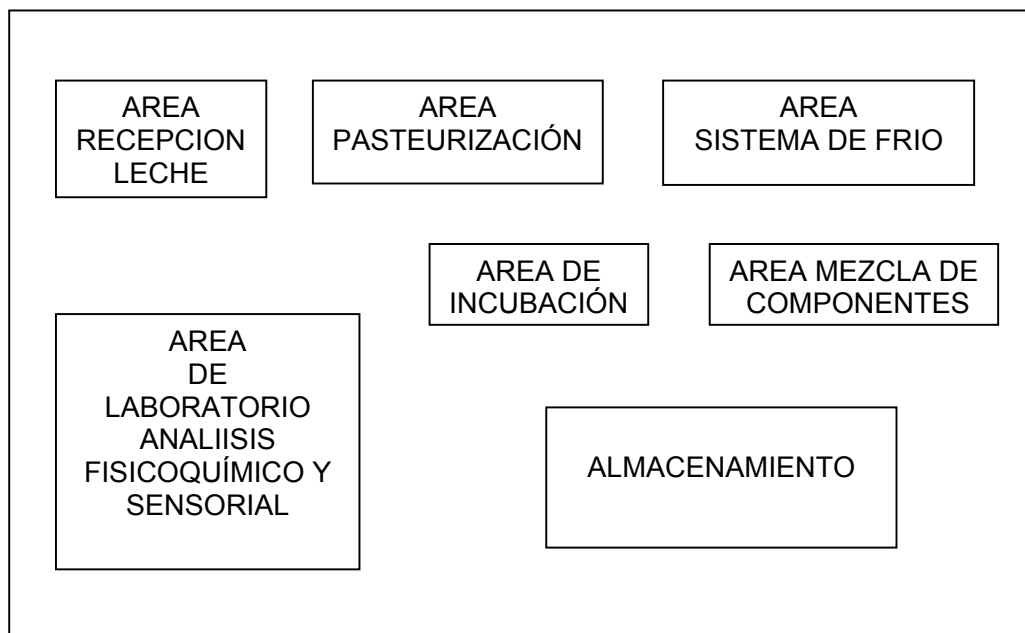 AREA
RECEPCION
LECHE
AREA
PASTEURIZACIÓN
AREA
SISTEMA DE FRIO
AREA DE
INCUBACIÓN
AREA MEZCLA DE
COMPONENTES
AREA
DE
LABORATORIO
ANALIISIS
FISICOQUÍMICO Y
SENSORIAL
ALMACENAMIENTO